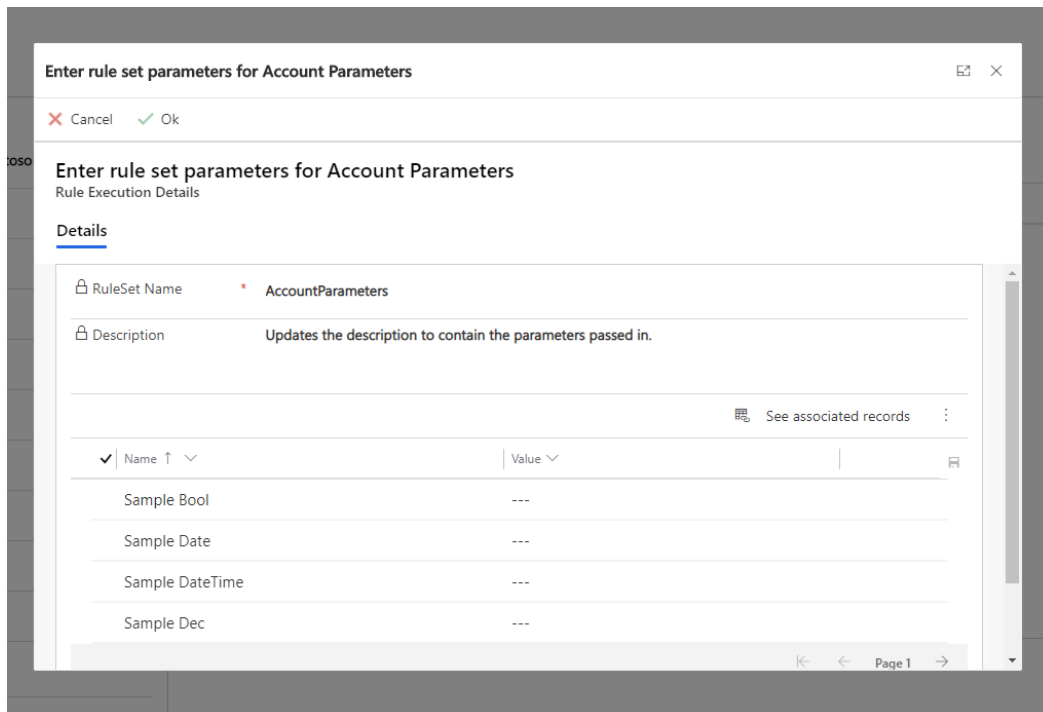 Enter rule set parameters for Account Parameters
Cancel Ok
toso
Enter rule set parameters for Account Parameters
Rule Execution Details
Details
RuleSet Name * AccountParameters
Description Updates the description to contain the parameters passed in.
See associated records
Name ↑ Value
Sample Bool ---
Sample Date ---
Sample DateTime ---
Sample Dec ---
Page 1